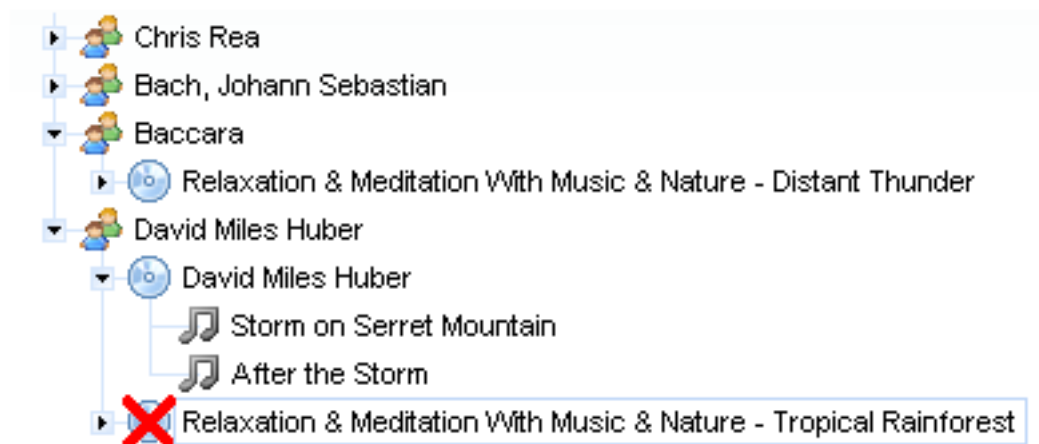 Chris Rea
Bach, Johann Sebastian
Baccara
Relaxation & Meditation With Music & Nature - Distant Thunder
David Miles Huber
David Miles Huber
Storm on Serret Mountain
After the Storm
Relaxation & Meditation With Music & Nature - Tropical Rainforest